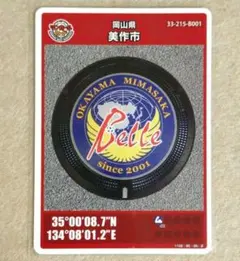 岡山県
美作市
33-215-B001
OKAYAMA MIMASAKA
Belle
since 2001
35°00'08.7"N
134°08'01.2"E